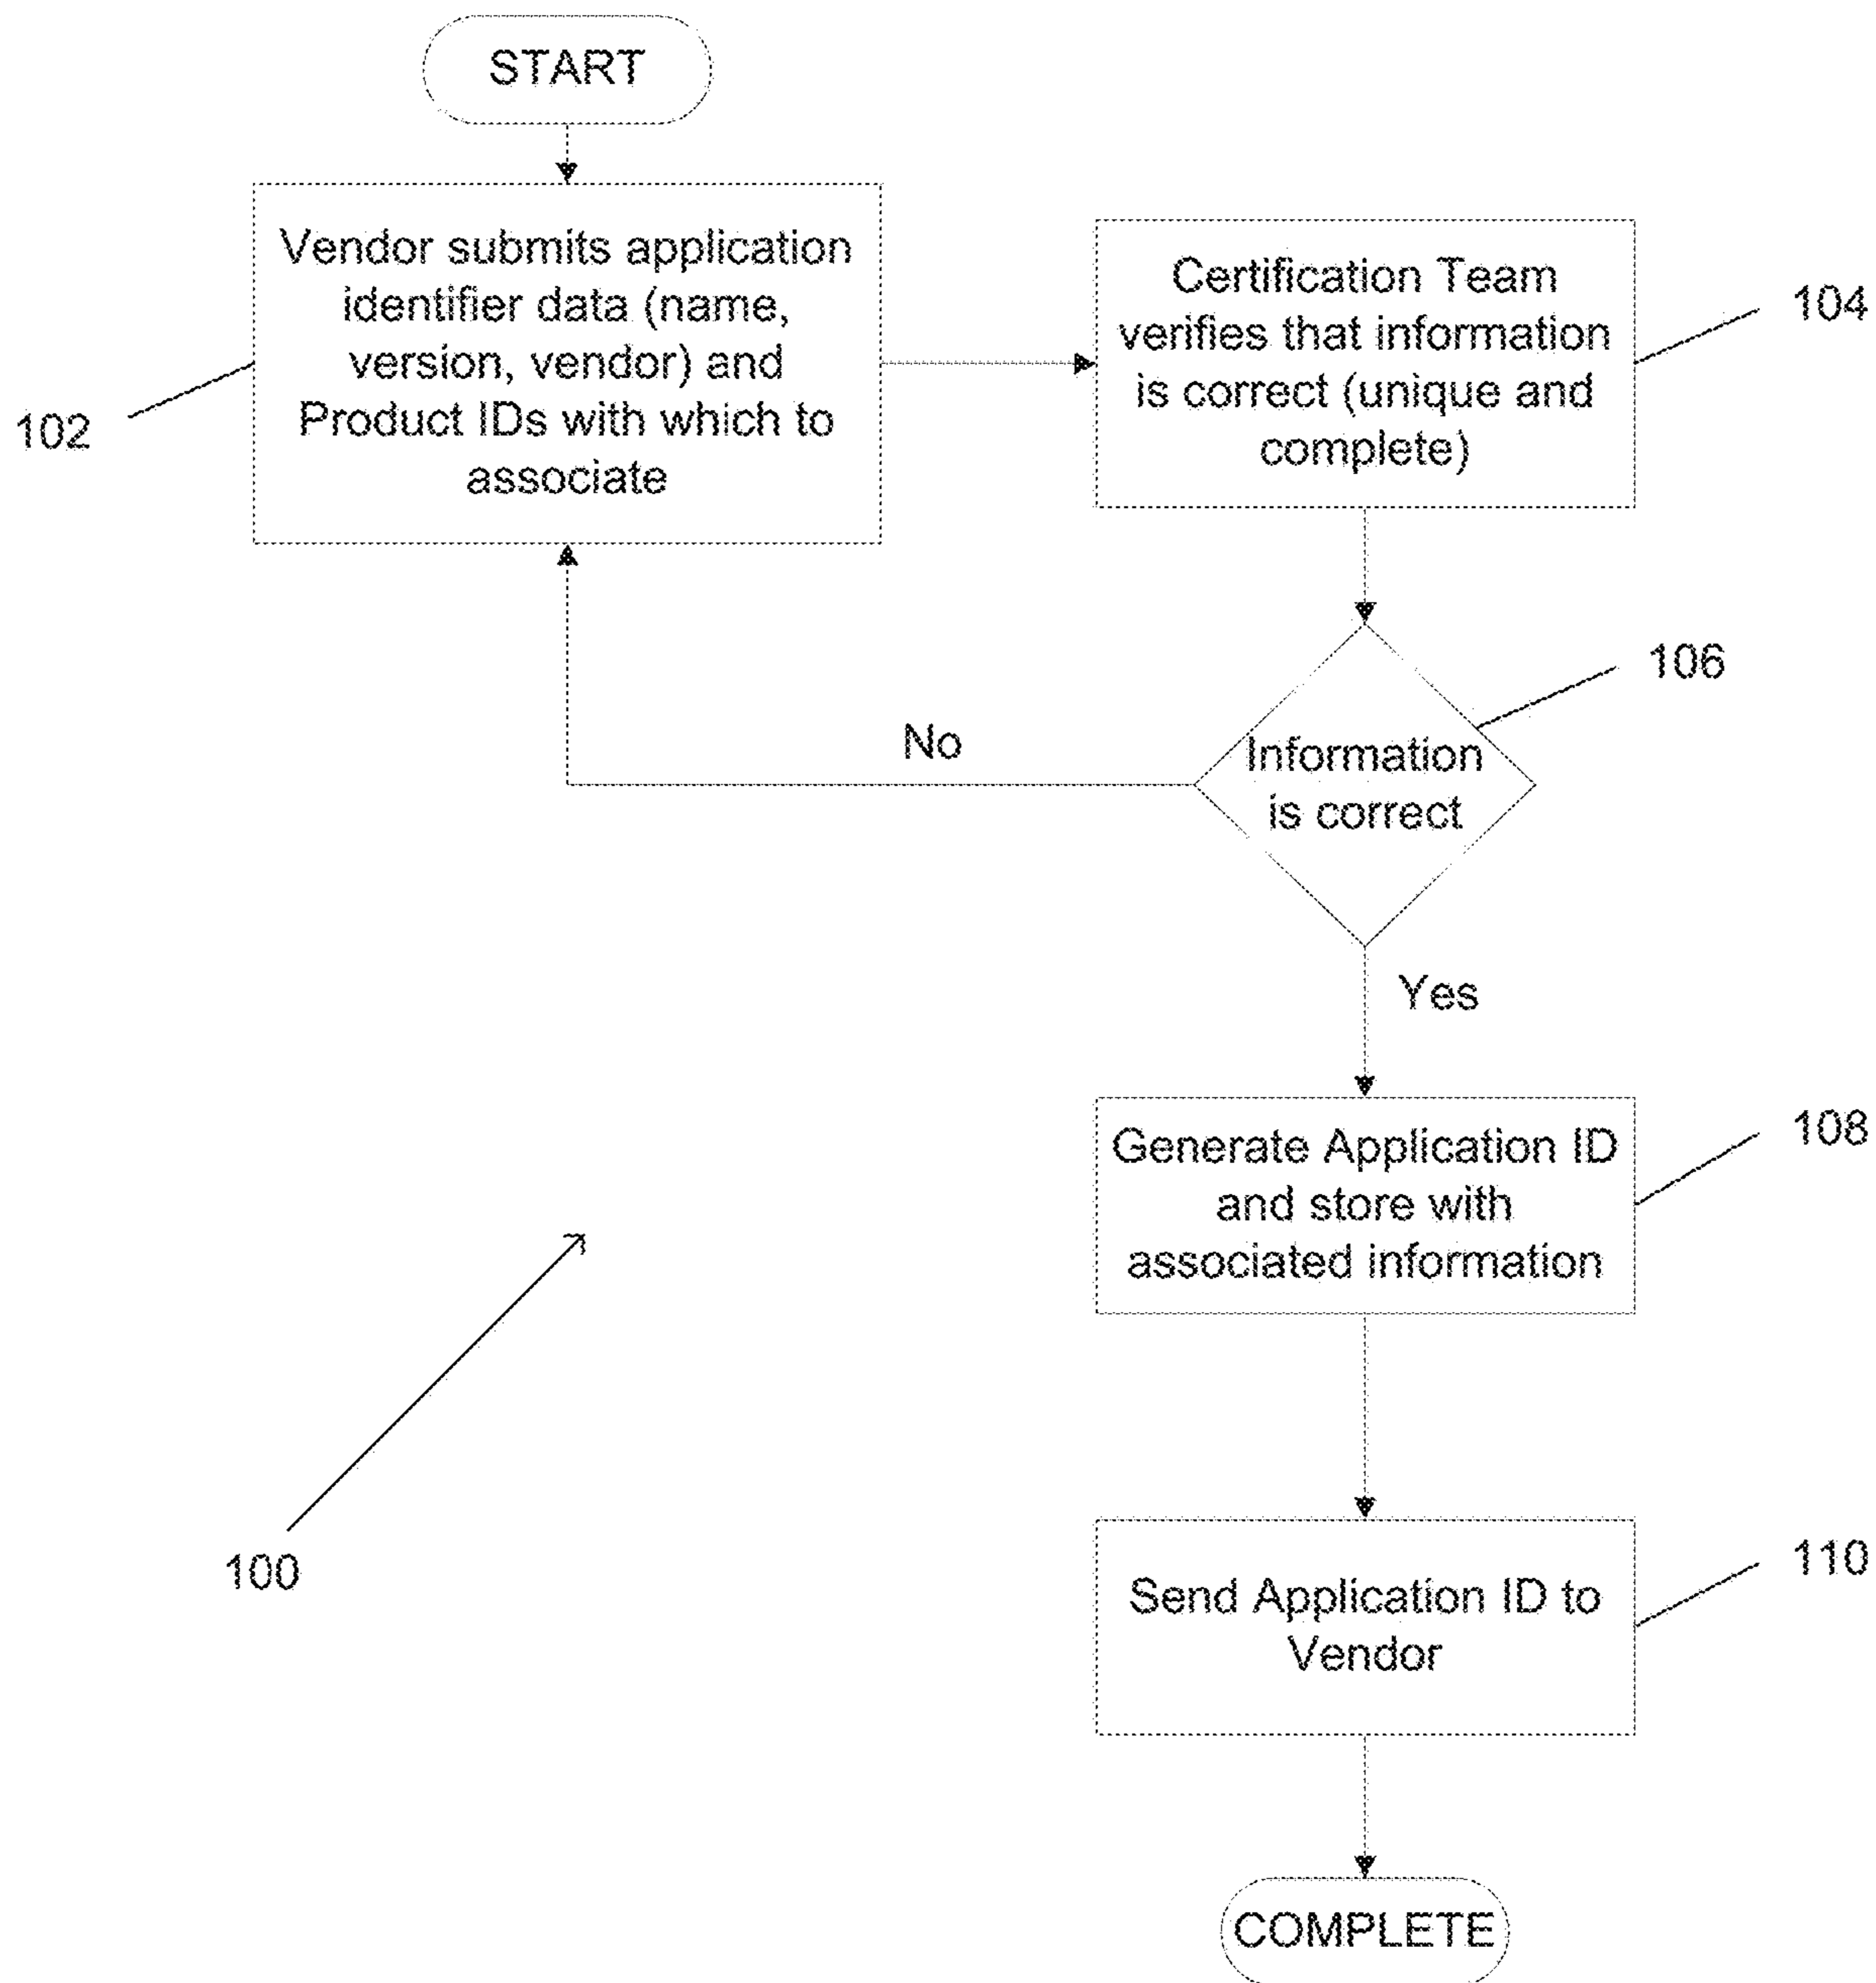 START
Vendor submits application
identifier data (name,
version, vendor) and
Product IDs with which to
associate
102
Certification Team
verifies that information
is correct (unique and
complete)
104
106
Information
is correct
No
Yes
Generate Application ID
and store with
associated information
108
100
Send Application ID to
Vendor
110
COMPLETE